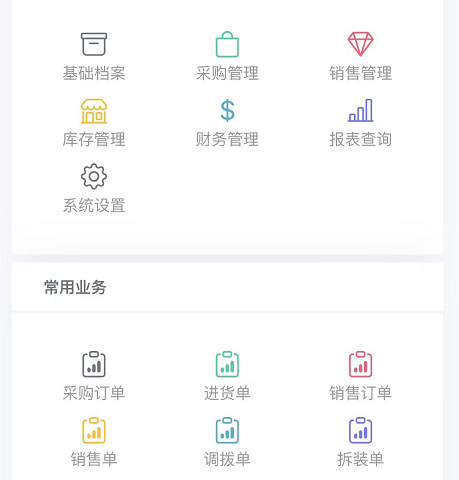 基础档案 采购管理 销售管理
库存管理 财务管理 报表查询
系统设置
常用业务
采购订单 进货单 销售订单
销售单 调拨单 拆装单